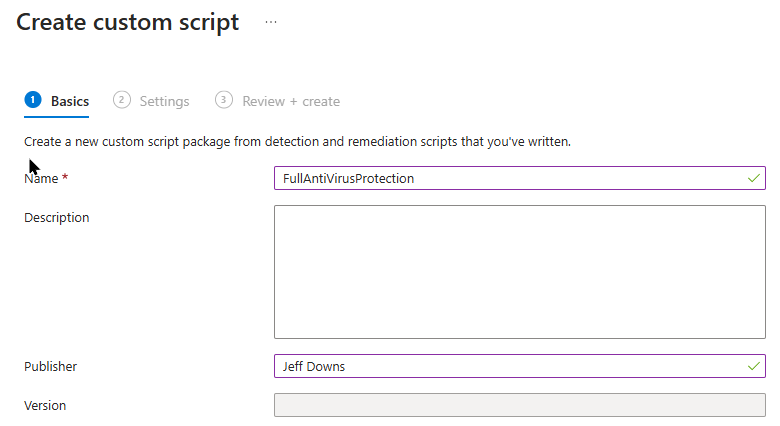 Create custom script ...
1 Basics 2 Settings 3 Review + create
Create a new custom script package from detection and remediation scripts that you've written.
Name * FullAntiVirusProtection
Description
Publisher Jeff Downs
Version